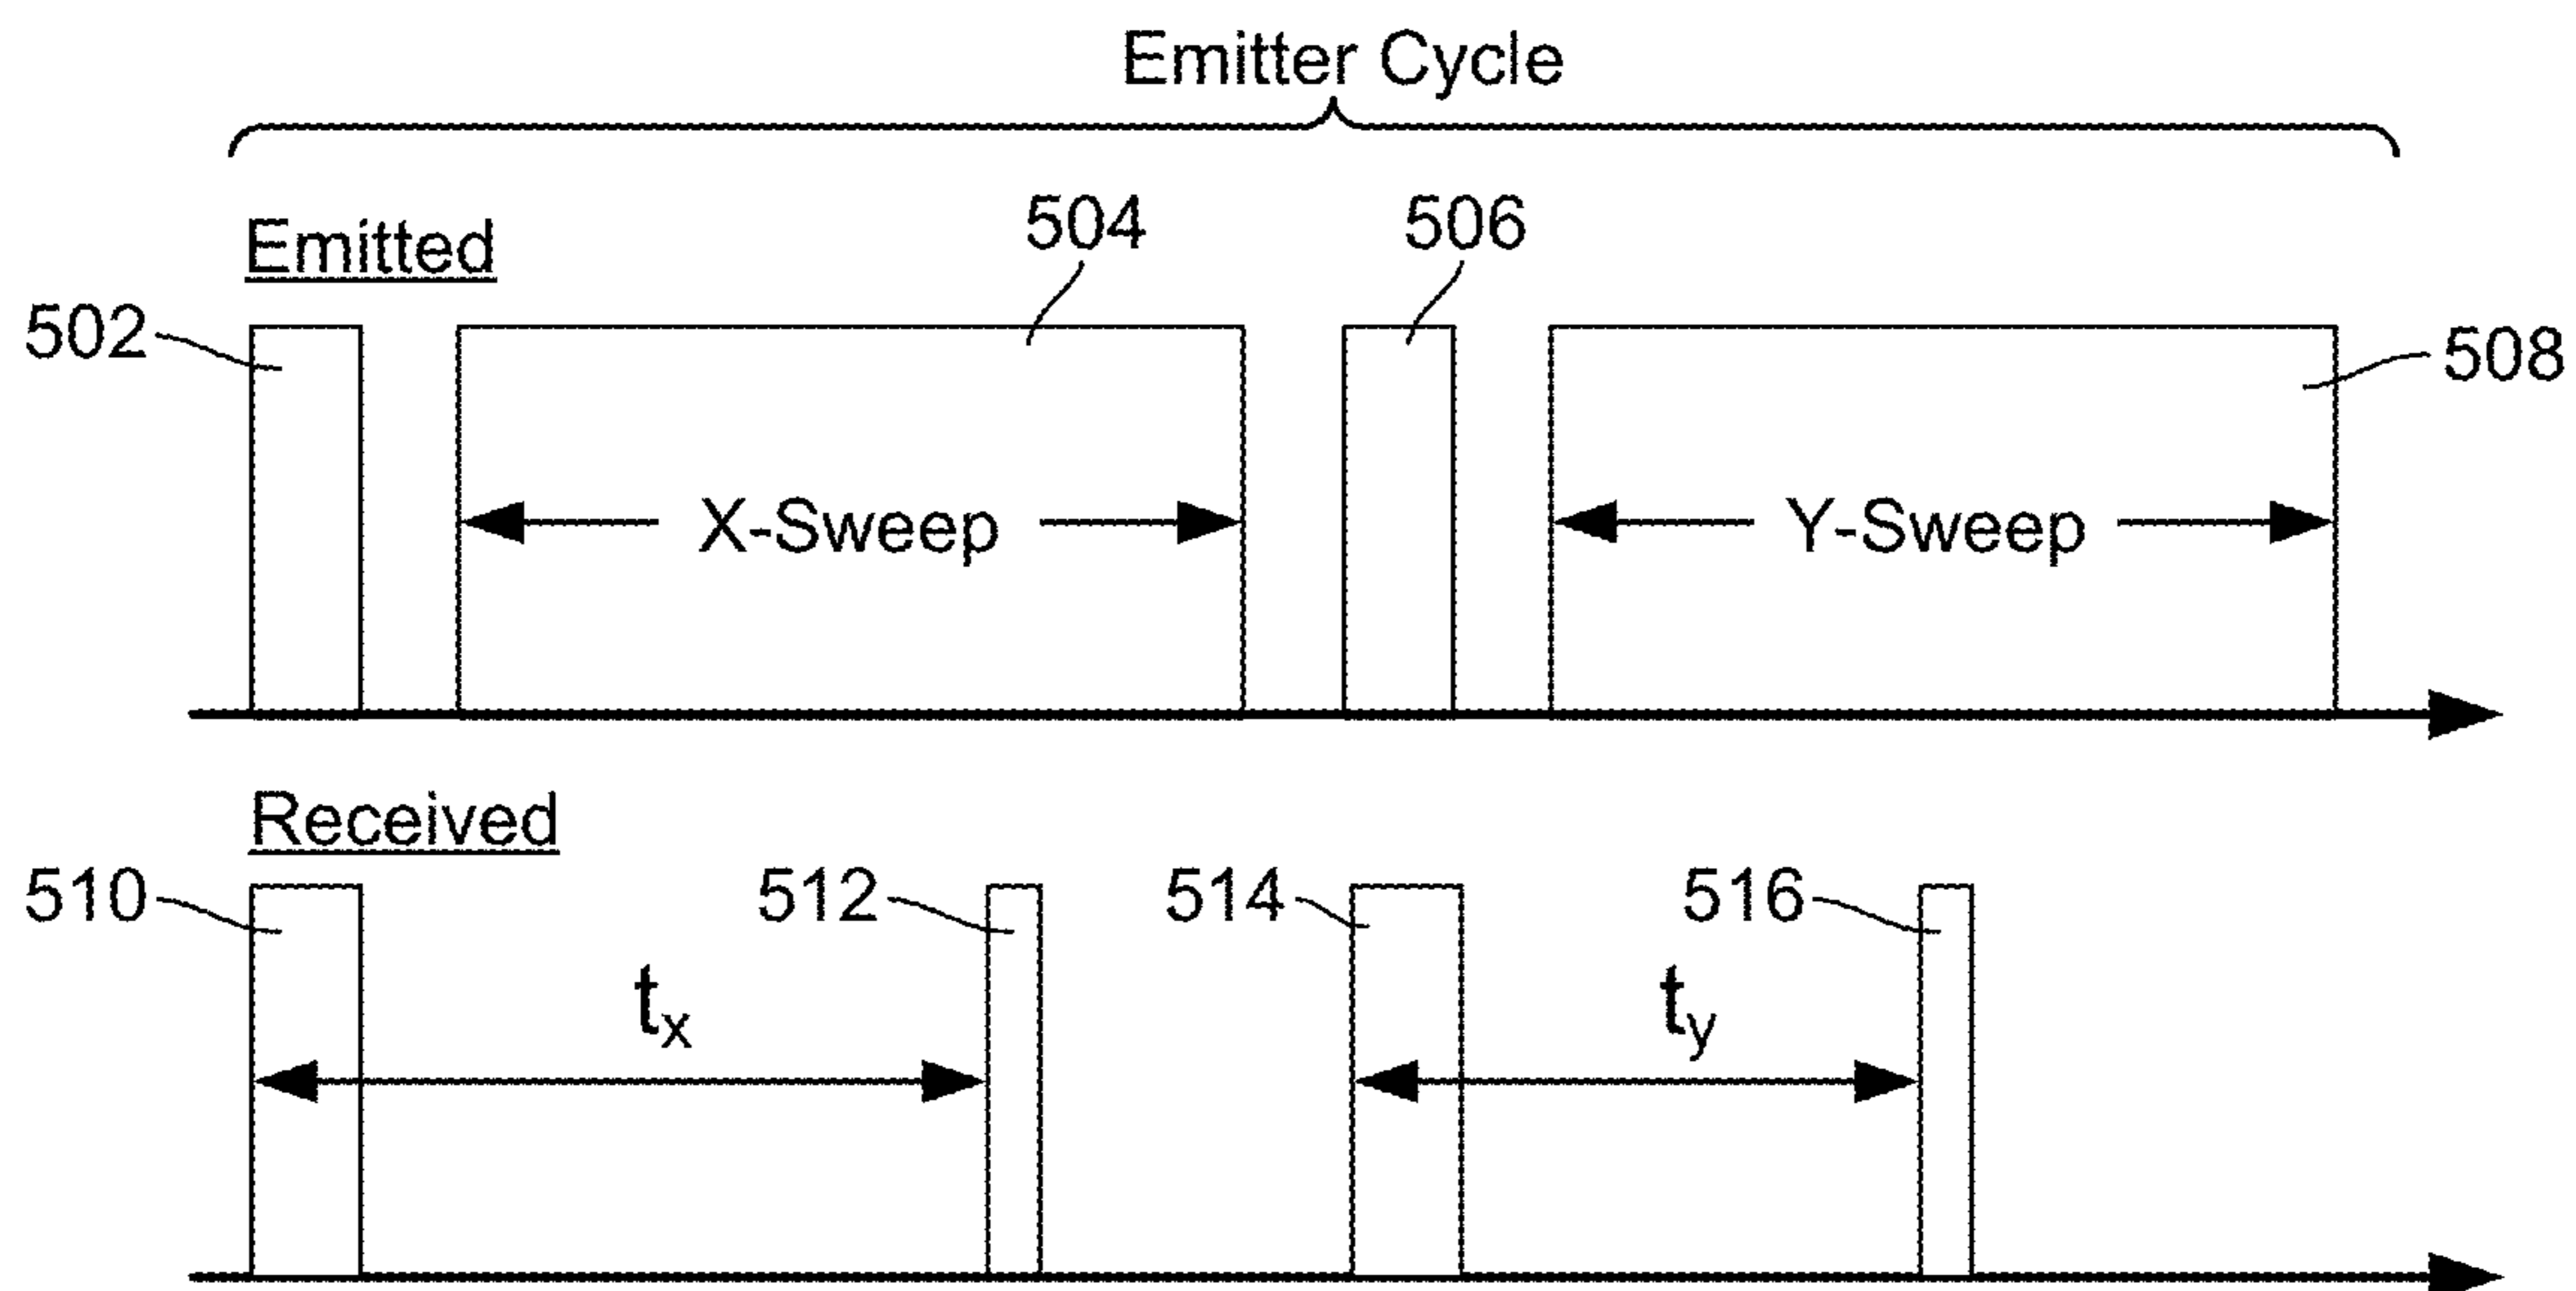 Emitter Cycle
Emitted
504
506
502
508
X-Sweep
Y-Sweep
Received
510
512
514
516
tx
ty